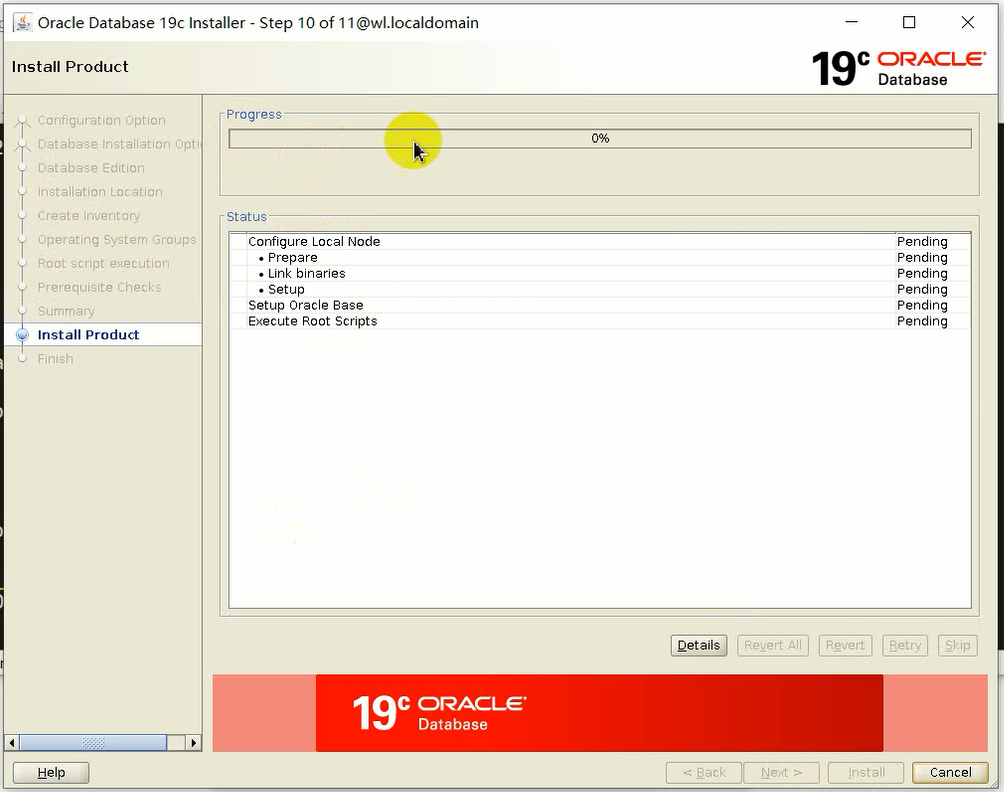 Oracle Database 19c Installer - Step 10 of 11@wl.localdomain
Install Product
19c ORACLE
Database
Configuration Option
Database Installation Opti
Database Edition
Installation Location
Create Inventory
Operating System Groups
Root script execution
Prerequisite Checks
Summary
Install Product
Finish
Progress
0%
Status
Configure Local Node Pending
• Prepare Pending
• Link binaries Pending
• Setup Pending
Setup Oracle Base Pending
Execute Root Scripts Pending
Details Revert All Revert Retry Skip
19c ORACLE
Database
Help < Back Next > Install Cancel